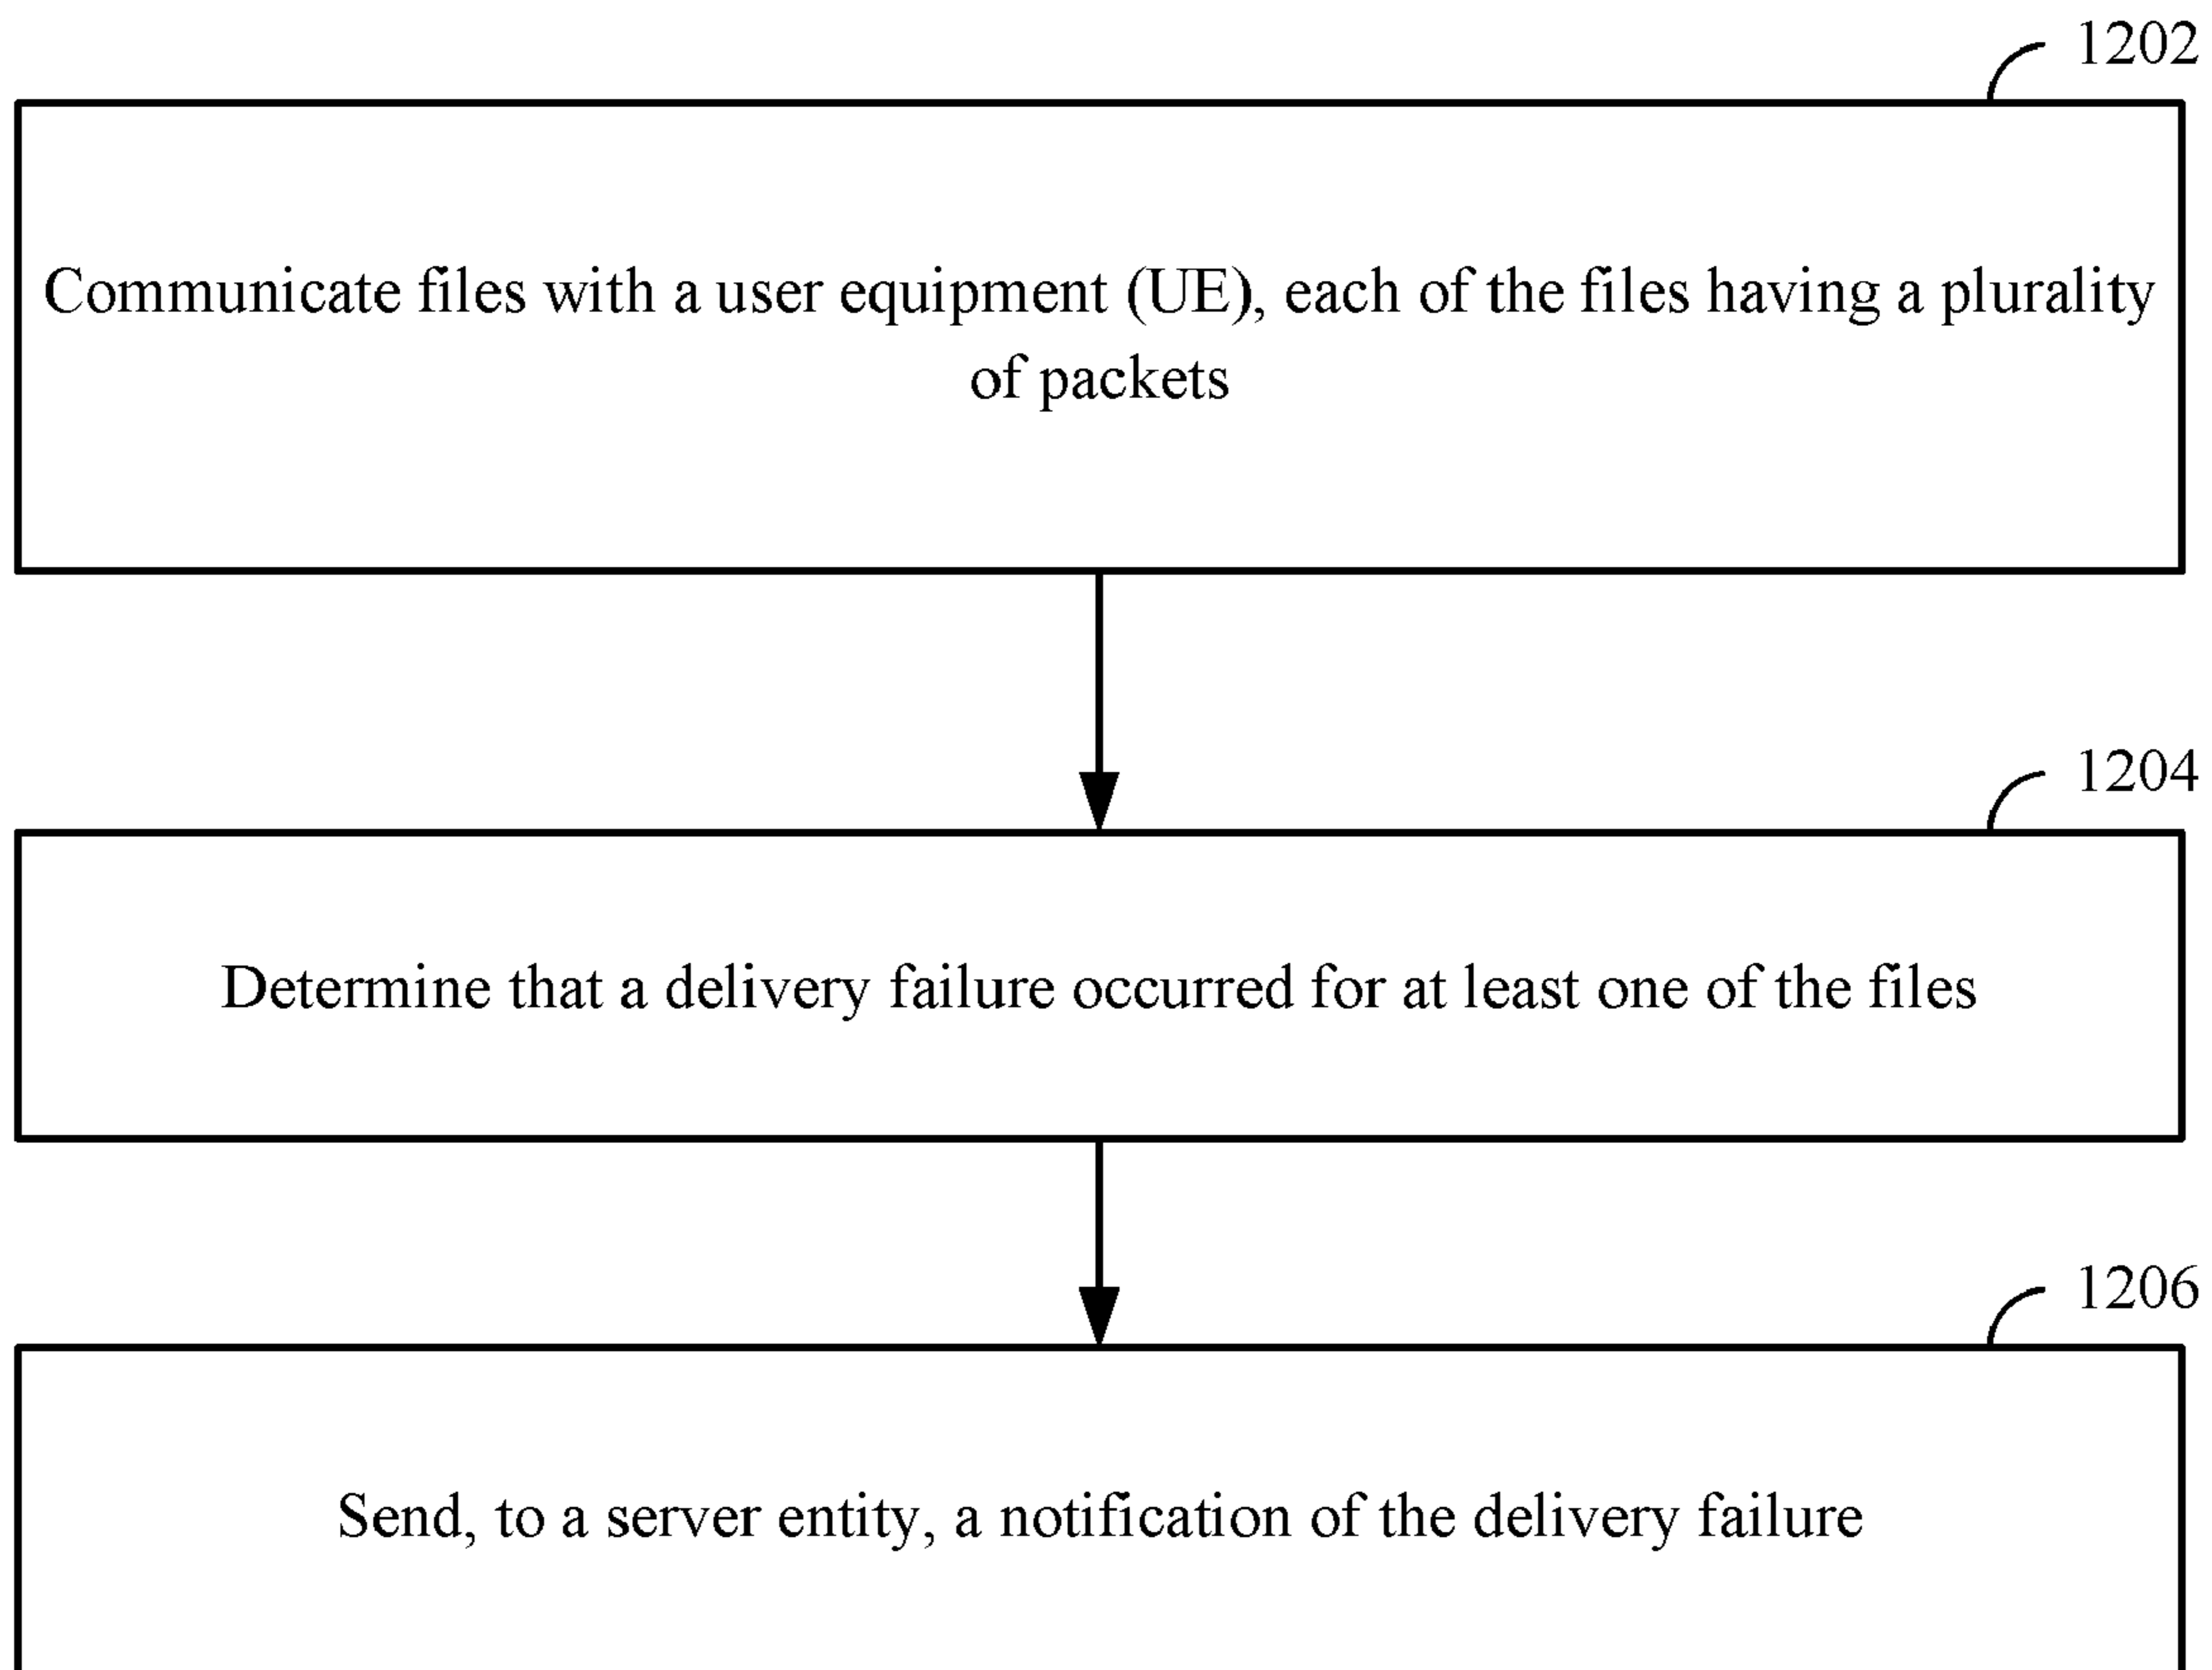 1202
Communicate files with a user equipment (UE), each of the files having a plurality
of packets
1204
Determine that a delivery failure occurred for at least one of the files
1206
Send, to a server entity, a notification of the delivery failure